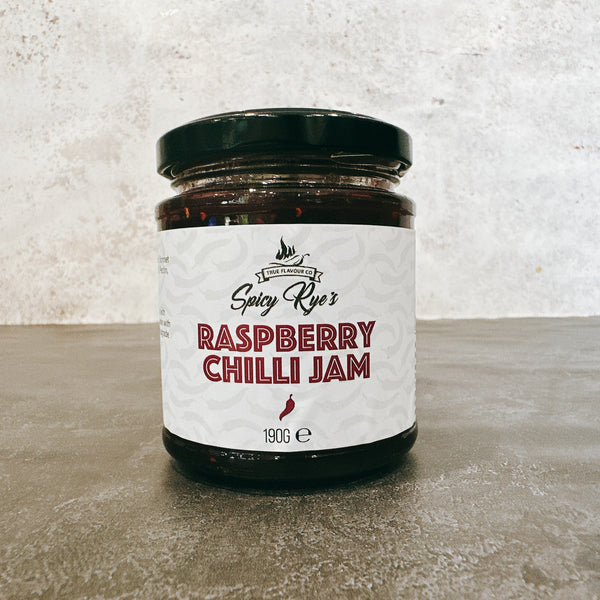 TRUE FLAVOUR CO
Spicy Rye's
RASPBERRY
CHILLI JAM
190G ℮